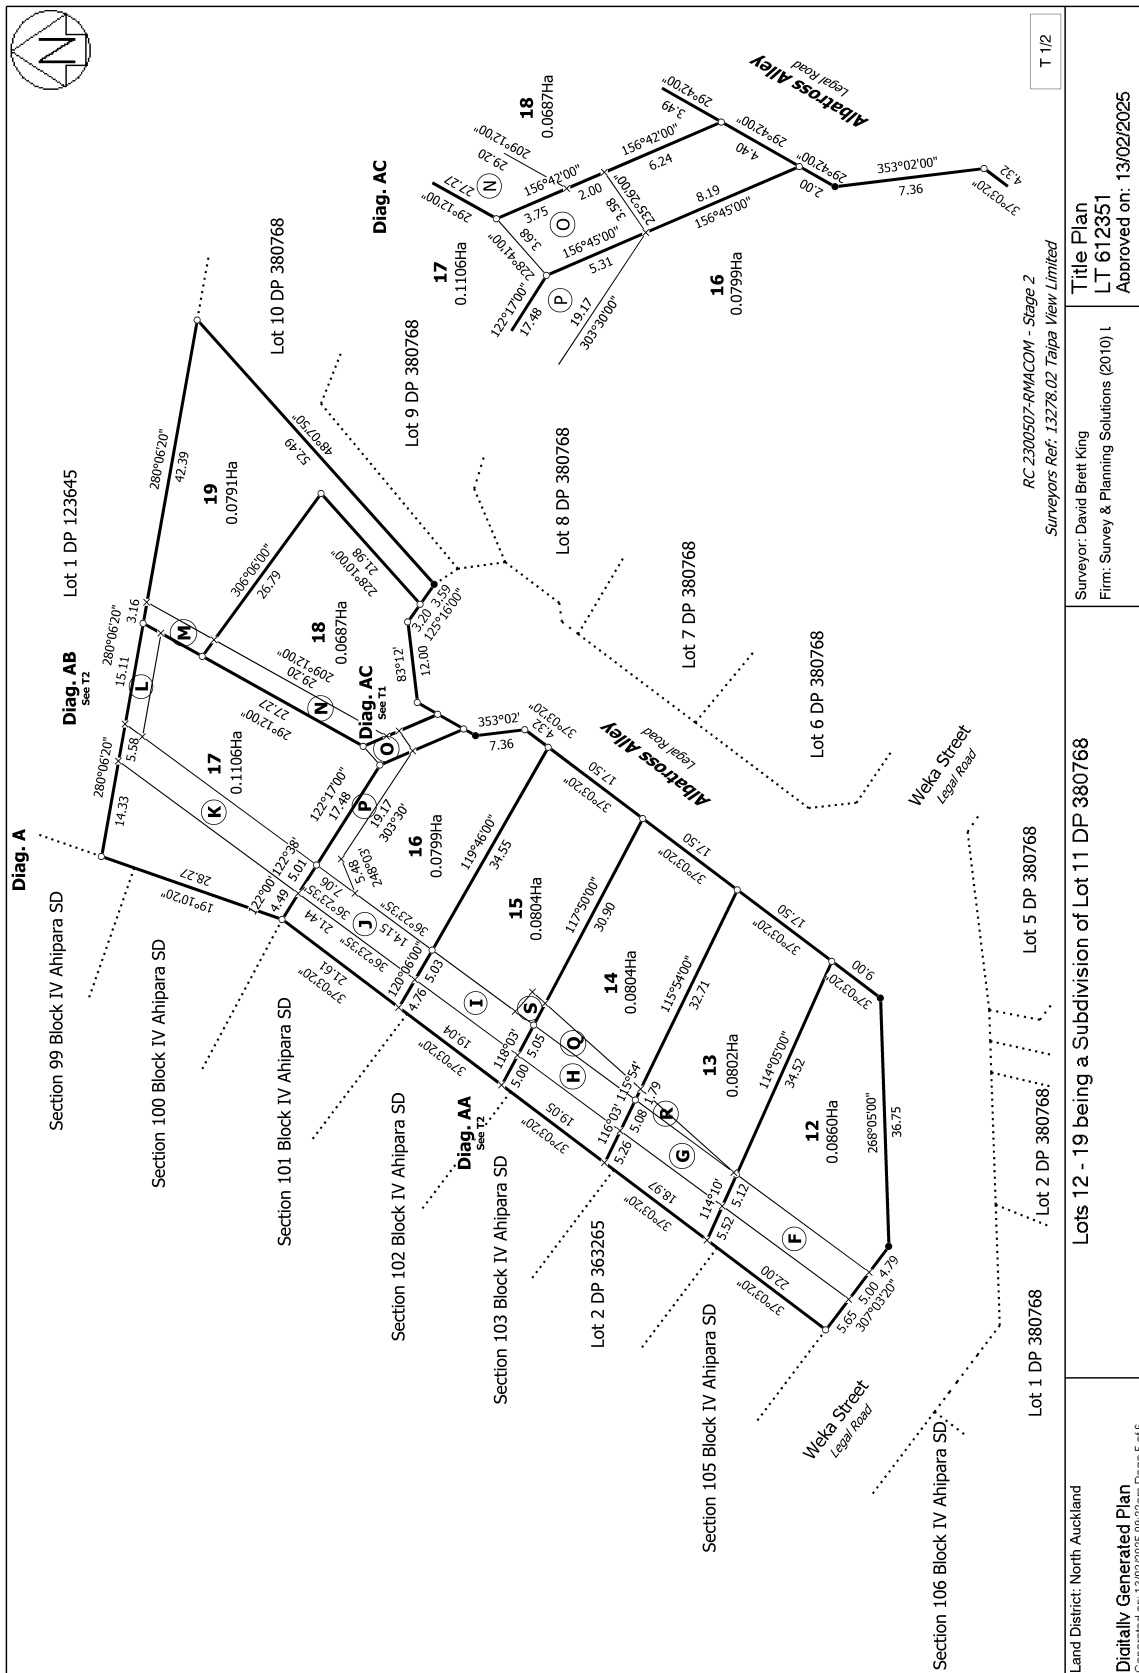 N
Diag. A
Section 99 Block IV Ahipara SD
Section 100 Block IV Ahipara SD
Section 101 Block IV Ahipara SD
Section 102 Block IV Ahipara SD
Section 103 Block IV Ahipara SD
Lot 2 DP 363265
Section 105 Block IV Ahipara SD
Section 106 Block IV Ahipara SD
Weka Street
Legal Road
Diag. AA
See T2
Diag. AB
See T2
Lot 1 DP 123645
Diag. AC
See T1
280°06'20"
14.33
280°06'20"
5.58
15.11
280°06'20"
3.16
280°06'20"
42.39
19°10'20"
28.27
48°07'50"
52.49
19
0.0791Ha
306°06'00"
26.79
228°10'00"
21.98
18
0.0687Ha
209°12'00"
29.20
29°12'00"
27.27
17
0.1106Ha
122°17'00"
17.48
122°00'
4.49
122°38'
5.01
K
L
M
N
O
P
J
I
S
Q
H
R
G
F
83°12'
12.00
3.20
3.59
125°16'00"
353°02'
7.36
4.32
37°03'20"
19.17
303°30'
5.48
248°03'
7.06
36°23'35"
14.15
36°23'35"
21.44
36°23'35"
21.61
37°03'20"
16
0.0799Ha
119°46'00"
34.55
120°06'00"
4.76
5.03
19.04
37°03'20"
15
0.0804Ha
117°50'00"
30.90
118°03'
5.00
5.05
19.05
37°03'20"
14
0.0804Ha
115°54'00"
32.71
116°03'
5.26
5.08
115°54'
1.79
18.97
37°03'20"
13
0.0802Ha
114°05'00"
34.52
114°10'
5.52
5.12
22.00
37°03'20"
12
0.0860Ha
5.65
5.00
4.79
307°03'20"
268°05'00"
36.75
9.00
37°03'20"
17.50
37°03'20"
17.50
37°03'20"
17.50
37°03'20"
Albatross Alley
Legal Road
Weka Street
Legal Road
Lot 10 DP 380768
Lot 9 DP 380768
Lot 8 DP 380768
Lot 7 DP 380768
Lot 6 DP 380768
Lot 5 DP 380768
Lot 2 DP 380768
Lot 1 DP 380768
Diag. AC
18
0.0687Ha
209°12'00"
29.20
N
27.27
29°12'00"
17
0.1106Ha
156°42'00"
3.75
2.00
156°42'00"
6.24
3.68
228°41'00"
O
3.58
235°26'00"
122°17'00"
17.48
P
156°45'00"
5.31
19.17
303°30'00"
8.19
156°45'00"
16
0.0799Ha
3.49
29°42'00"
4.40
29°42'00"
2.00
29°42'00"
353°02'00"
7.36
4.32
37°03'20"
Albatross Alley
Legal Road
T 1/2
RC 2300507-RMACOM - Stage 2
Surveyors Ref: 13278.02 Taipa View Limited
Land District: North Auckland
Digitally Generated Plan
Generated on: 13/02/2025 09:22am Page 5 of 6
Lots 12 - 19 being a Subdivision of Lot 11 DP 380768
Surveyor: David Brett King
Firm: Survey & Planning Solutions (2010) L
Title Plan
LT 612351
Approved on: 13/02/2025